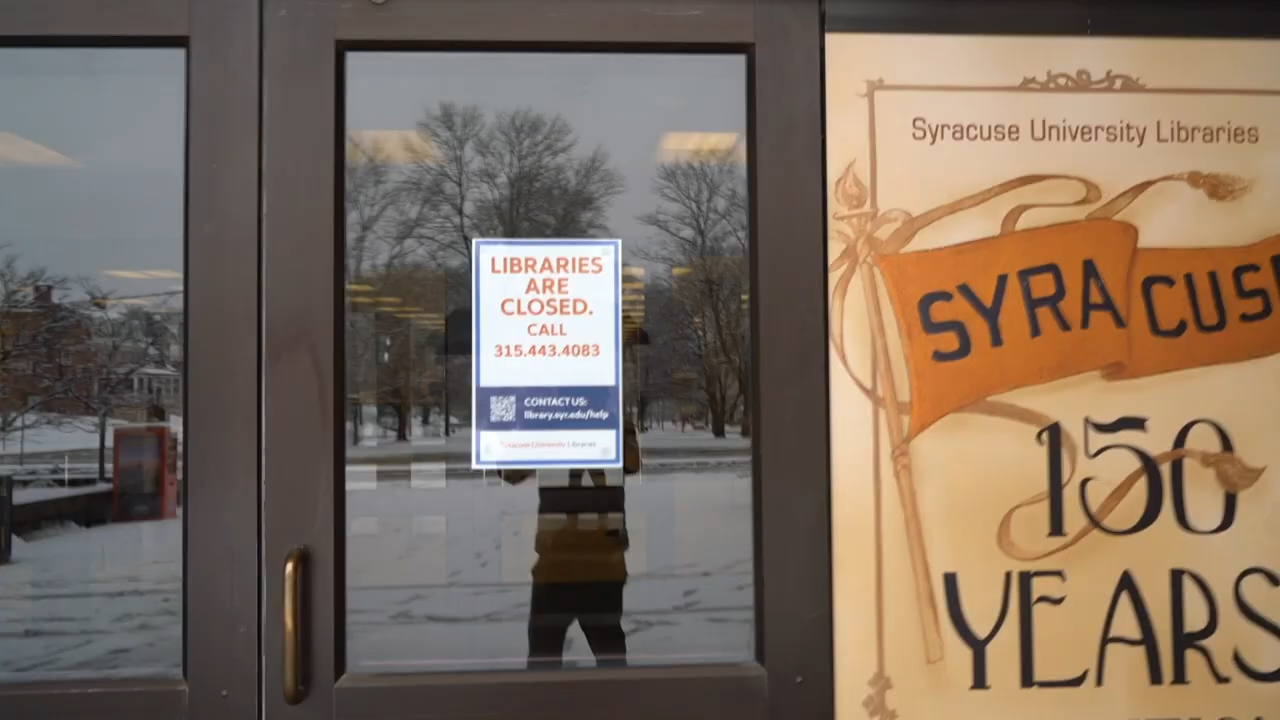 LIBRARIES
ARE
CLOSED.
CALL
315.443.4083
CONTACT US:
library.syr.edu/help
Syracuse University Libraries
Syracuse University Libraries
SYRACUSE
150
YEARS